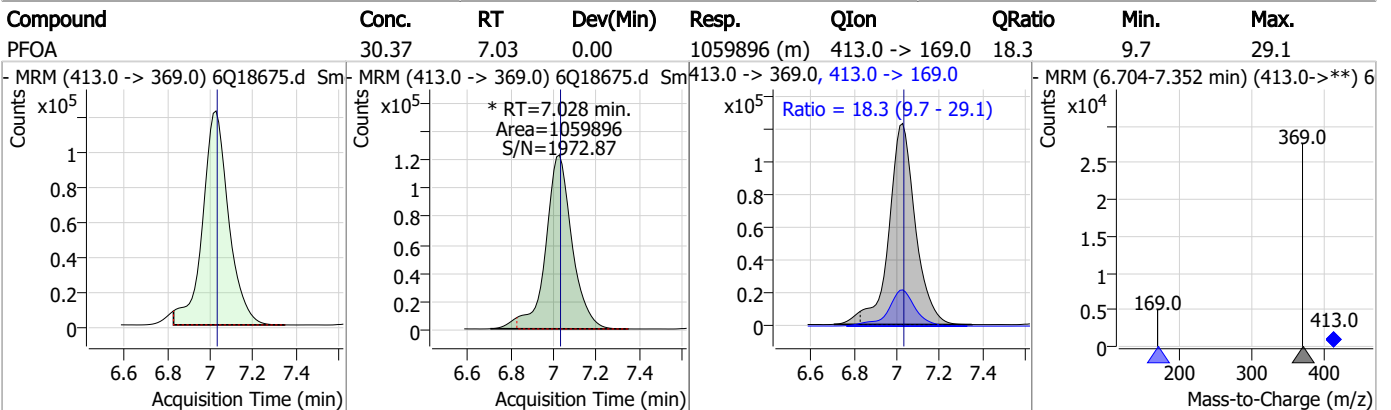 Compound Conc. RT Dev(Min) Resp. QIon QRatio Min. Max.
PFOA 30.37 7.03 0.00 1059896 (m) 413.0 -> 169.0 18.3 9.7 29.1
- MRM (413.0 -> 369.0) 6Q18675.d Sm
Counts
x10^5
1
0.8
0.6
0.4
0.2
0
6.6 6.8 7 7.2 7.4
Acquisition Time (min)
- MRM (413.0 -> 369.0) 6Q18675.d Sm
Counts
x10^5
* RT=7.028 min.
Area=1059896
S/N=1972.87
1.2
1
0.8
0.6
0.4
0.2
0
6.6 6.8 7 7.2 7.4
Acquisition Time (min)
413.0 -> 369.0, 413.0 -> 169.0
x10^5
Ratio = 18.3 (9.7 - 29.1)
1
0.8
0.6
0.4
0.2
0
6.6 6.8 7 7.2 7.4
Acquisition Time (min)
- MRM (6.704-7.352 min) (413.0->**) 6
Counts
x10^4
369.0
2.5
2
1.5
1
0.5
0
169.0
413.0
200 300 400
Mass-to-Charge (m/z)